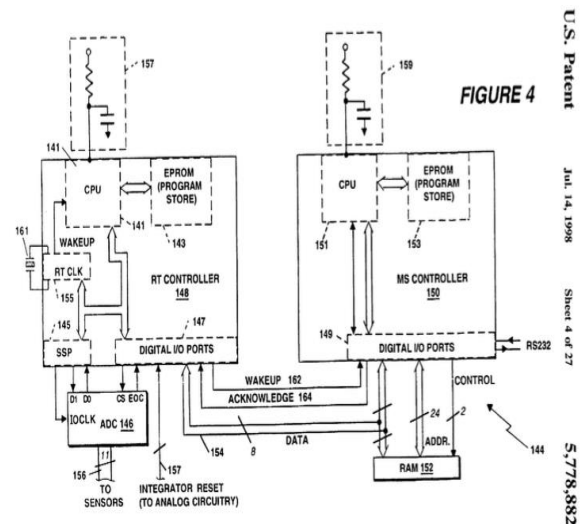 U.S. Patent
Jul. 14, 1998
Sheet 4 of 27
5,778,882
FIGURE 4
157
159
141
CPU
141
EPROM
(PROGRAM
STORE)
143
161
WAKEUP
RT CLK
155
RT CONTROLLER
148
145
SSP
147
DIGITAL I/O PORTS
D1 D0 CS EOC
IOCLK
ADC 146
11
156
TO
SENSORS
157
INTEGRATOR RESET
(TO ANALOG CIRCUITRY)
154
8
DATA
WAKEUP 162
ACKNOWLEDGE 164
CPU
151
EPROM
(PROGRAM
STORE)
153
MS CONTROLLER
150
149
DIGITAL I/O PORTS
RS232
CONTROL
24
2
ADDR.
RAM 152
144